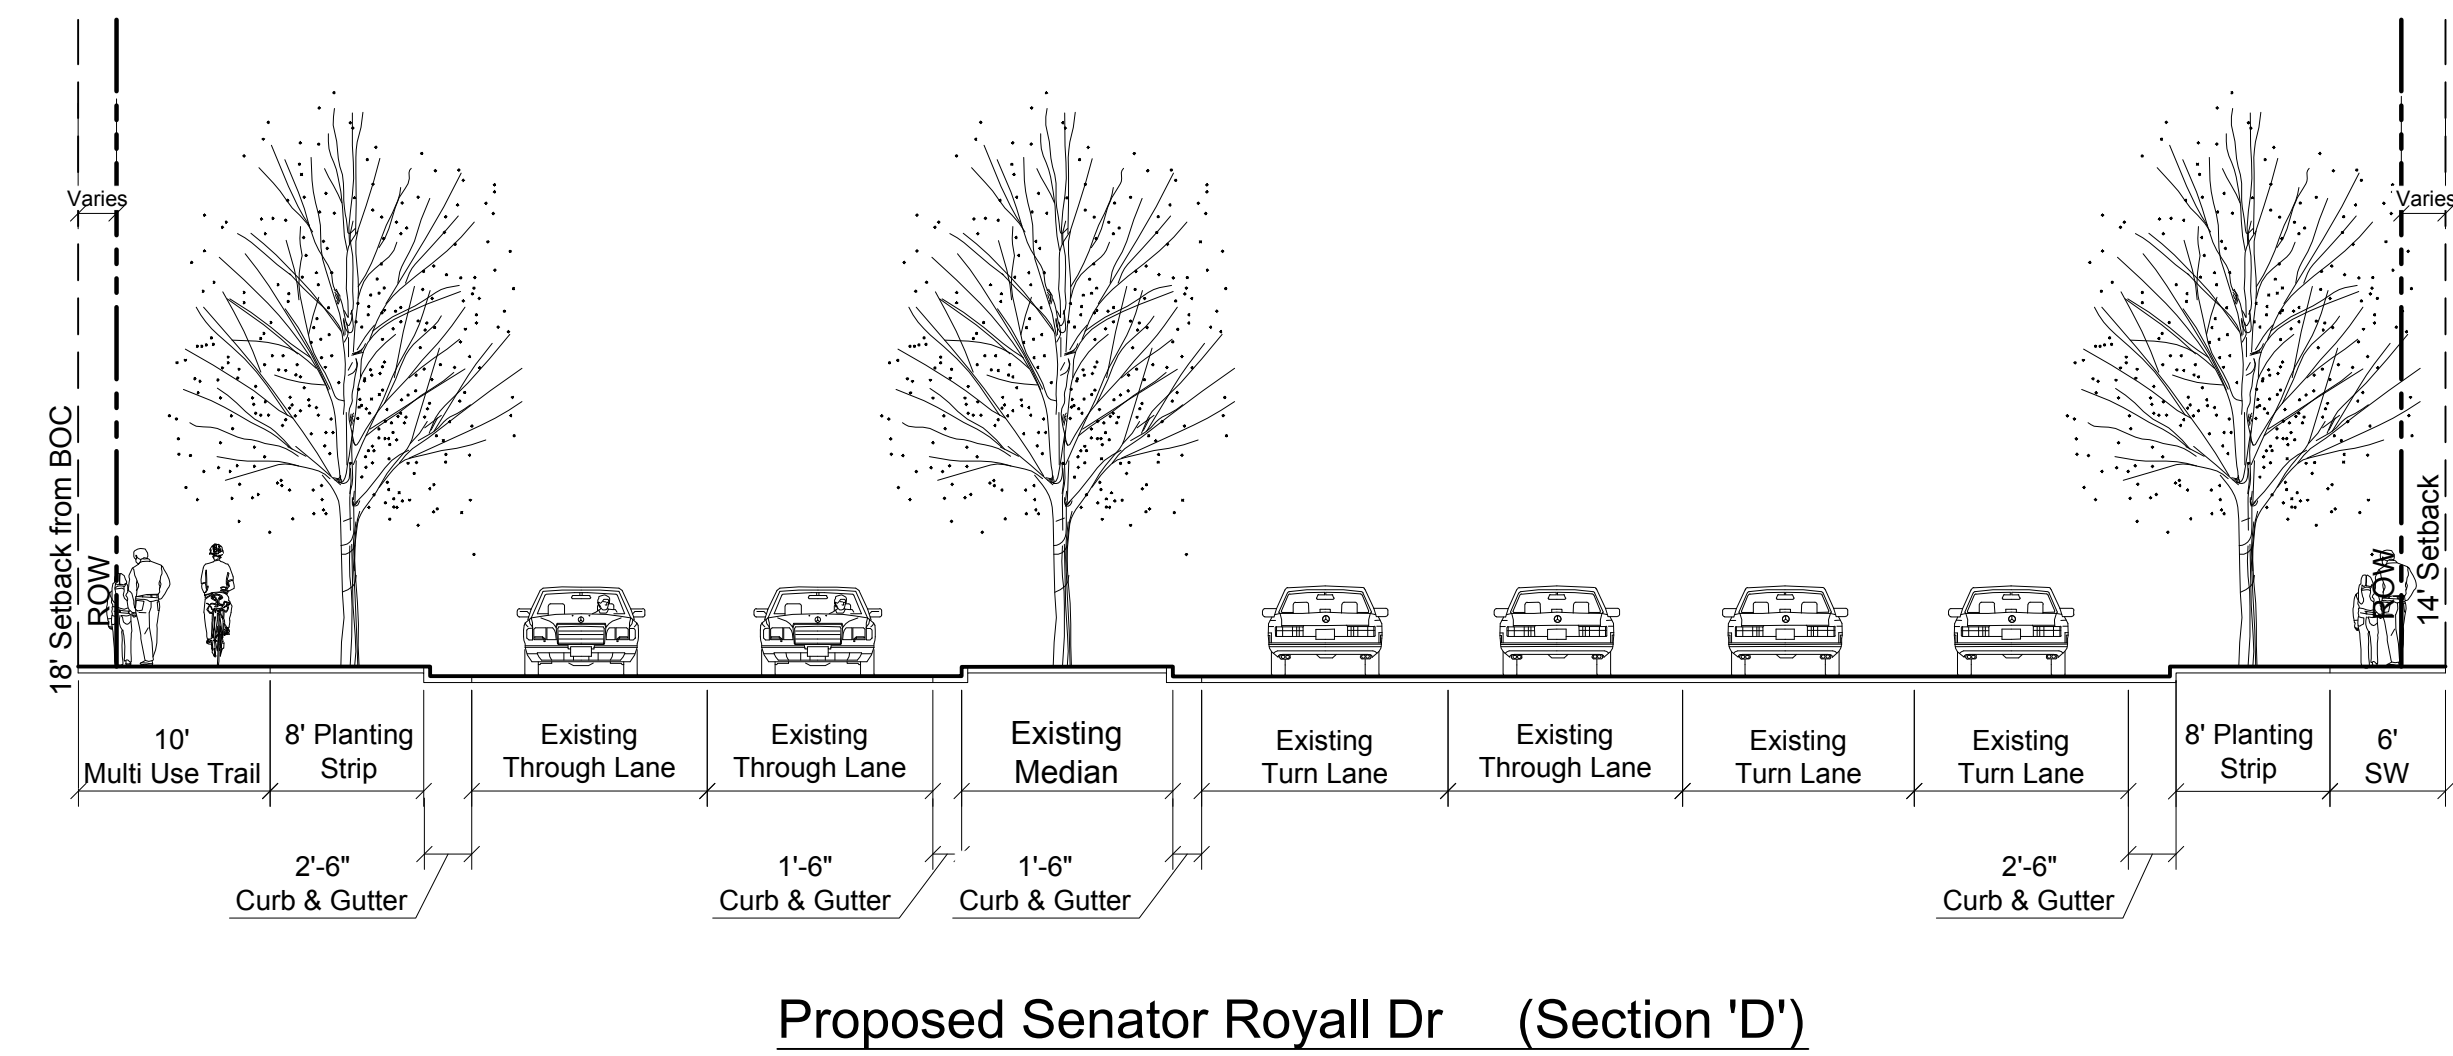 Varies
Varies
18' Setback from BOC
ROW
ROW
14' Setback
10'
Multi Use Trail
8' Planting
Strip
Existing
Through Lane
Existing
Through Lane
Existing
Median
Existing
Turn Lane
Existing
Through Lane
Existing
Turn Lane
Existing
Turn Lane
8' Planting
Strip
6'
SW
2'-6"
Curb & Gutter
1'-6"
Curb & Gutter
1'-6"
Curb & Gutter
2'-6"
Curb & Gutter
Proposed Senator Royall Dr (Section 'D')